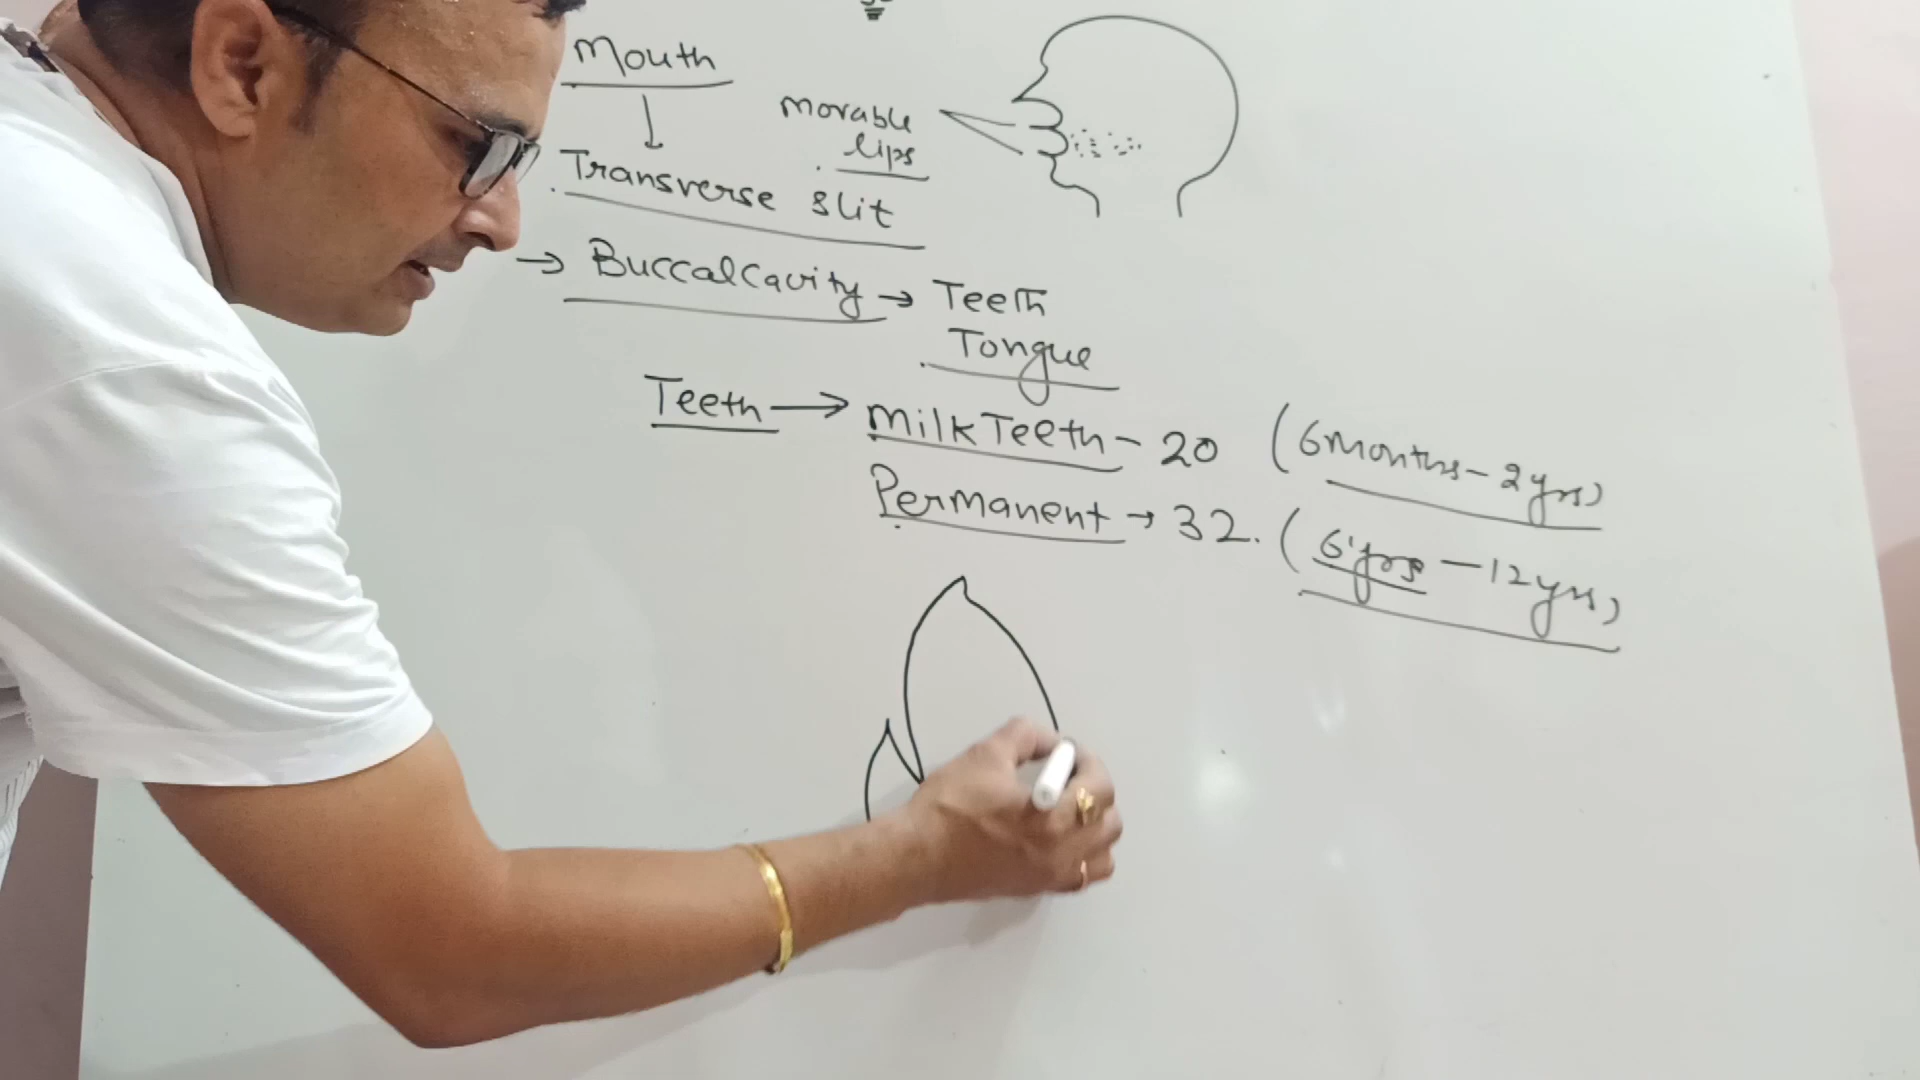 Mouth
movable
lips
Transverse slit
→ Buccal Cavity → Teeth
Tongue
Teeth → Milk Teeth - 20 (6 months - 2 yrs)
Permanent → 32. (6 yrs - 12 yrs)